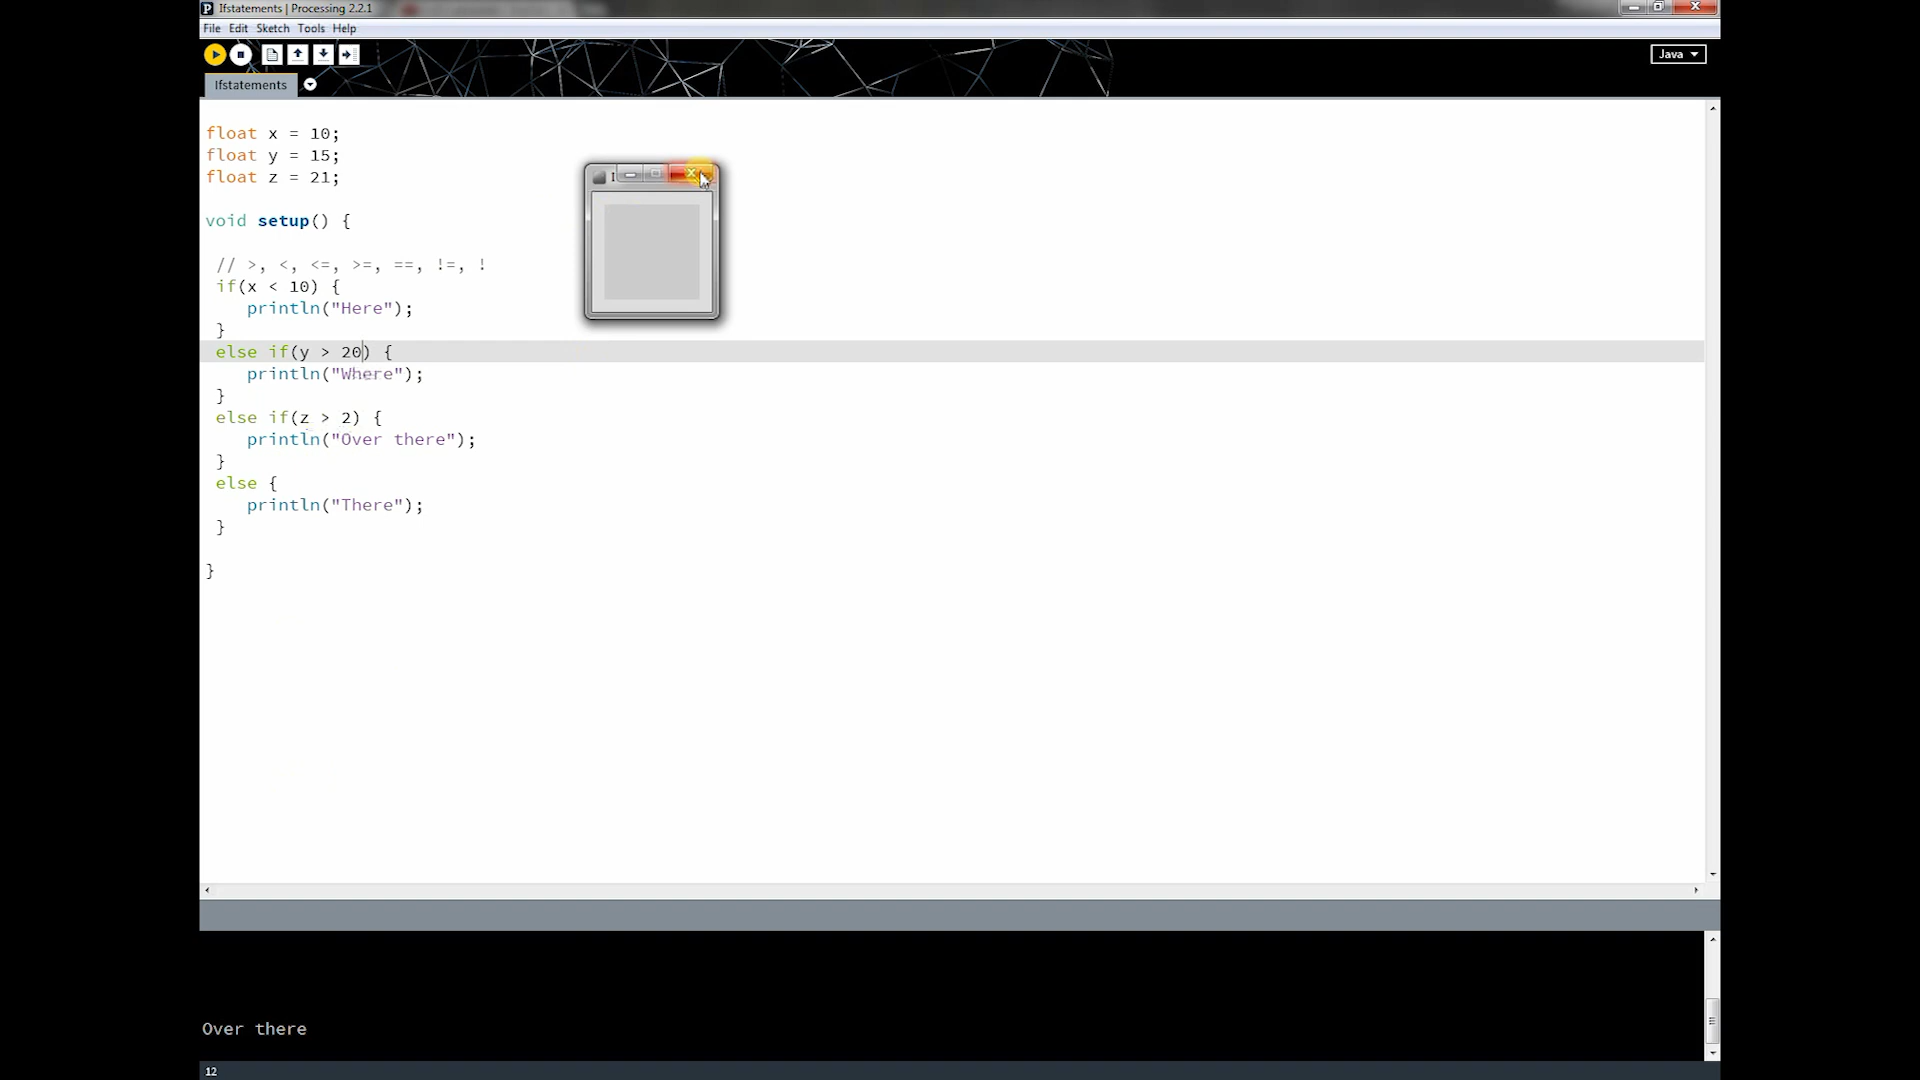 Ifstatements | Processing 2.2.1
File Edit Sketch Tools Help
Java
Ifstatements
float x = 10;
float y = 15;
float z = 21;
void setup() {
// >, <, <=, >=, ==, !=, !
if(x < 10) {
println("Here");
}
else if(y > 20) {
println("Where");
}
else if(z > 2) {
println("Over there");
}
else {
println("There");
}
}
I
Over there
12